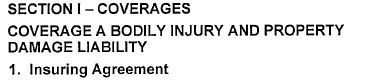 SECTION I – COVERAGES
COVERAGE A BODILY INJURY AND PROPERTY
DAMAGE LIABILITY
1. Insuring Agreement